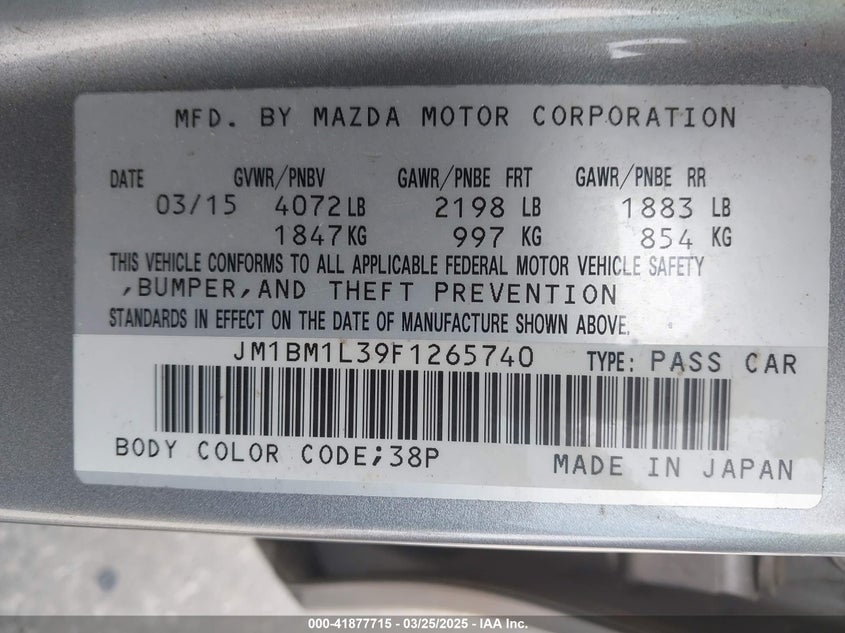 MFD. BY MAZDA MOTOR CORPORATION
DATE GVWR/PNBV GAWR/PNBE FRT GAWR/PNBE RR
03/15 4072 LB 2198 LB 1883 LB
1847 KG 997 KG 854 KG
THIS VEHICLE CONFORMS TO ALL APPLICABLE FEDERAL MOTOR VEHICLE SAFETY
,BUMPER,AND THEFT PREVENTION
STANDARDS IN EFFECT ON THE DATE OF MANUFACTURE SHOWN ABOVE.
JM1BM1L39F1265740 TYPE: PASS CAR
BODY COLOR CODE;38P
MADE IN JAPAN
000-41877715 - 03/25/2025 - IAA Inc.